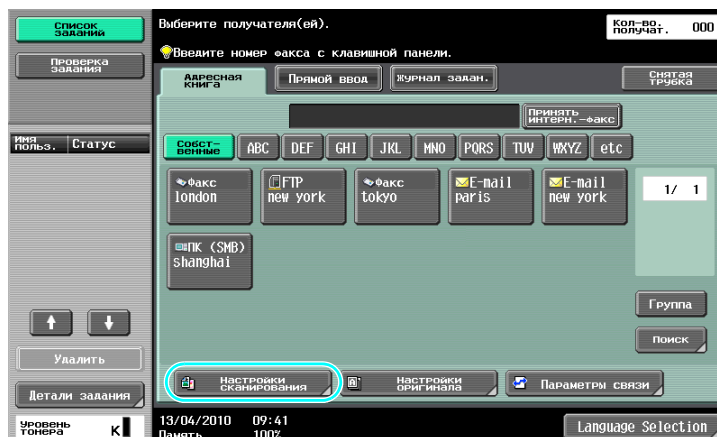 Список заданий
Выберите получателя(ей).
Кол-во. получат. 000
Проверка задания
Введите номер факса с клавишной панели.
Адресная книга
Прямой ввод
Журнал задан.
Снятая трубка
Принять интерн.-факс
Имя польз. Статус
Собст-венные ABC DEF GHI JKL MNO PQRS TUV WXYZ etc
Факс london
FTP new york
Факс tokyo
E-mail paris
E-mail new york
1/ 1
ПК (SMB) shanghai
Группа
Поиск
Удалить
Настройки сканирования
Настройки оригинала
Параметры связи
Детали задания
Уровень тонера K
13/04/2010 09:41
Память 100%
Language Selection